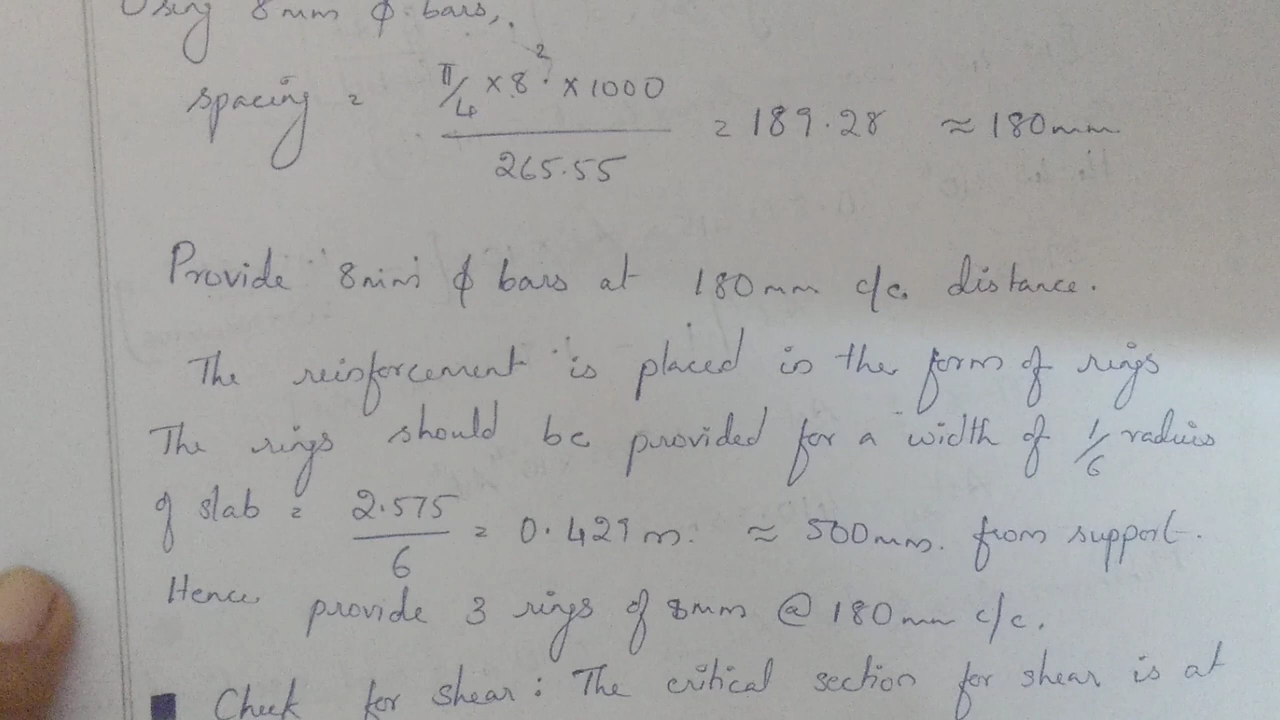 Using 8mm ϕ bars,.
spacing = π/4 × 8² × 1000 / 265.55 = 189.28 ≈ 180mm
Provide 8mm ϕ bars at 180mm c/c. distance.
The reinforcement is placed in the form of rings
The rings should be provided for a width of 1/6 radius
of slab = 2.575 / 6 = 0.429 m. ≈ 500mm. from support.
Hence provide 3 rings of 8mm @ 180mm c/c.
Check for shear: The critical section for shear is at